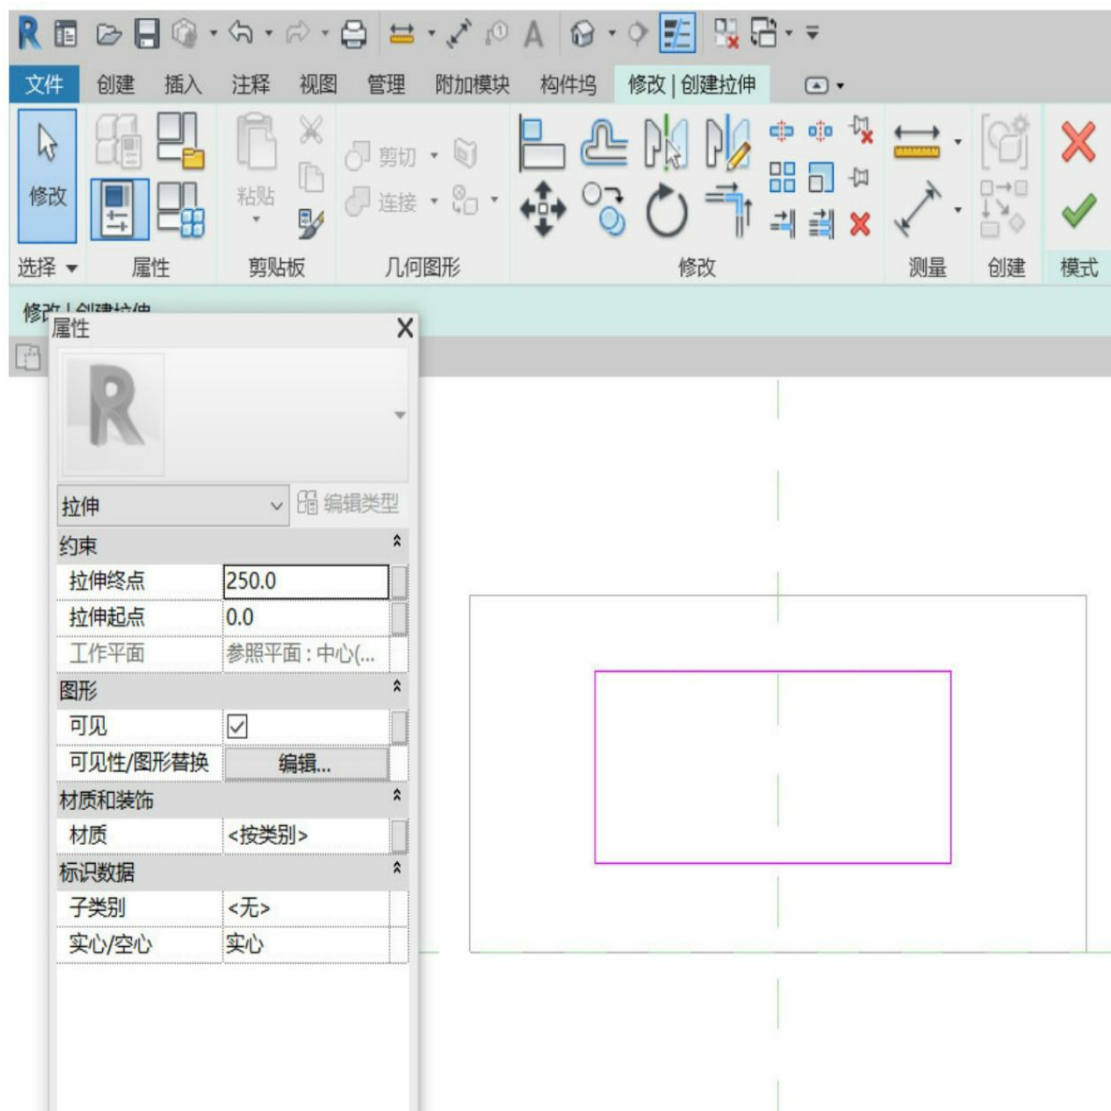 文件 创建 插入 注释 视图 管理 附加模块 构件坞 修改 | 创建拉伸
修改
粘贴
剪切
连接
选择 属性 剪贴板 几何图形 修改 测量 创建 模式
修改 | 创建拉伸
属性
拉伸
编辑类型
约束
拉伸终点 250.0
拉伸起点 0.0
工作平面 参照平面 : 中心(...
图形
可见
可见性/图形替换 编辑...
材质和装饰
材质 <按类别>
标识数据
子类别 <无>
实心/空心 实心